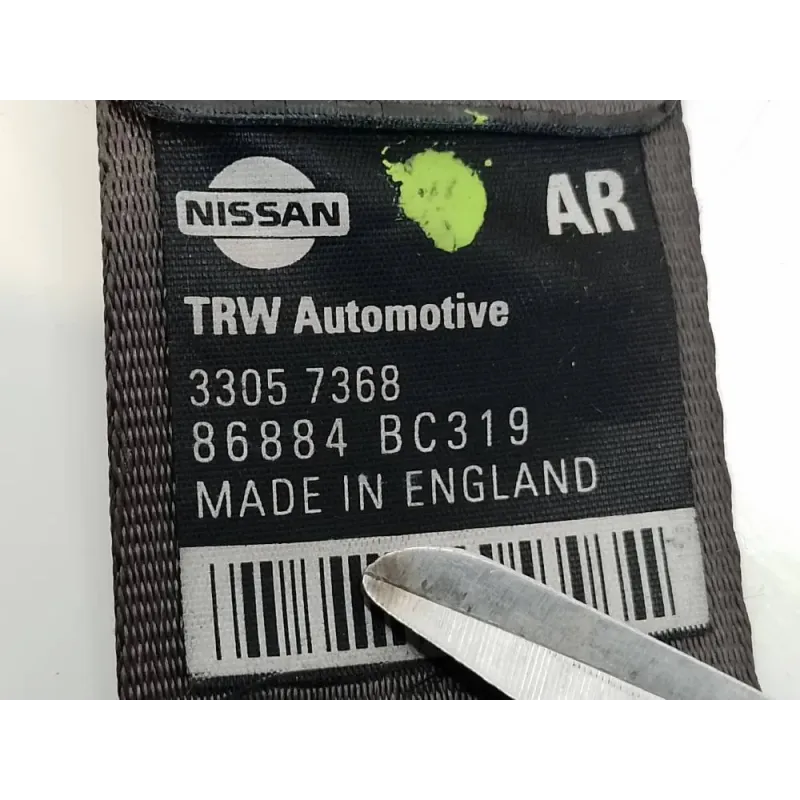 NISSAN
AR
TRW Automotive
3305 7368
86884 BC319
MADE IN ENGLAND